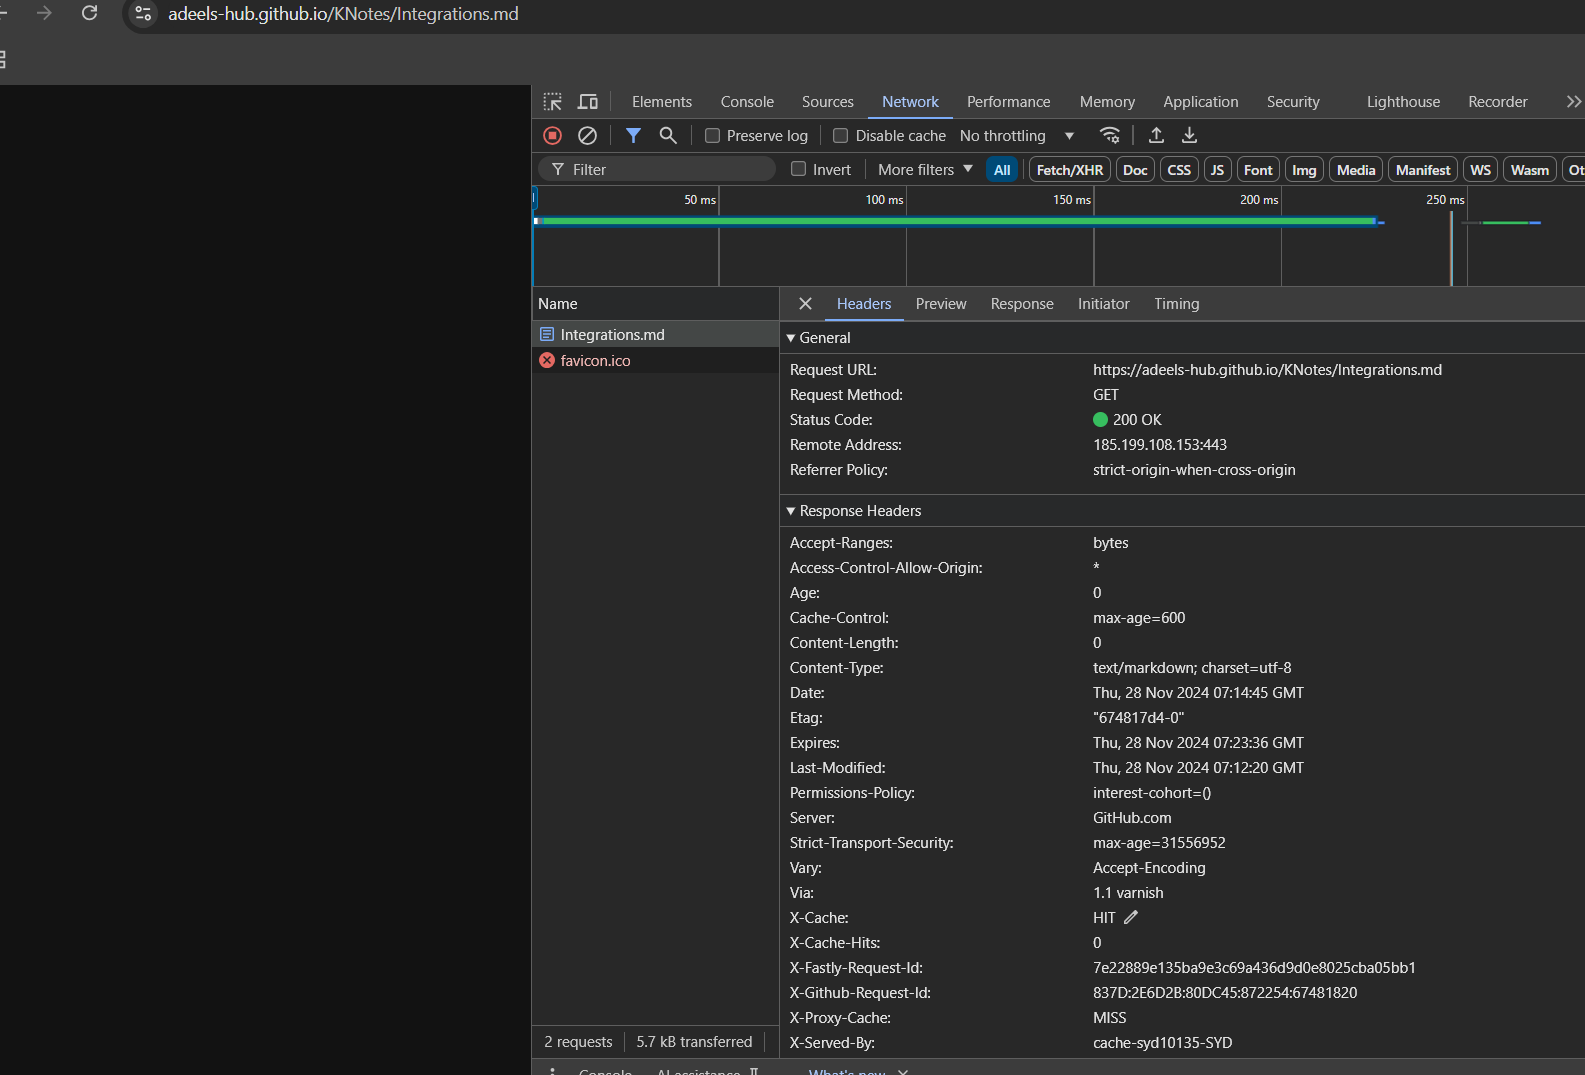 adeels-hub.github.io/KNotes/Integrations.md
Elements Console Sources Network Performance Memory Application Security Lighthouse Recorder
Preserve log Disable cache No throttling
Filter Invert More filters All Fetch/XHR Doc CSS JS Font Img Media Manifest WS Wasm Ot
50 ms 100 ms 150 ms 200 ms 250 ms
Name
Integrations.md
favicon.ico
2 requests 5.7 kB transferred
Headers Preview Response Initiator Timing
General
Request URL: https://adeels-hub.github.io/KNotes/Integrations.md
Request Method: GET
Status Code: 200 OK
Remote Address: 185.199.108.153:443
Referrer Policy: strict-origin-when-cross-origin
Response Headers
Accept-Ranges: bytes
Access-Control-Allow-Origin: *
Age: 0
Cache-Control: max-age=600
Content-Length: 0
Content-Type: text/markdown; charset=utf-8
Date: Thu, 28 Nov 2024 07:14:45 GMT
Etag: "674817d4-0"
Expires: Thu, 28 Nov 2024 07:23:36 GMT
Last-Modified: Thu, 28 Nov 2024 07:12:20 GMT
Permissions-Policy: interest-cohort=()
Server: GitHub.com
Strict-Transport-Security: max-age=31556952
Vary: Accept-Encoding
Via: 1.1 varnish
X-Cache: HIT
X-Cache-Hits: 0
X-Fastly-Request-Id: 7e22889e135ba9e3c69a436d9d0e8025cba05bb1
X-Github-Request-Id: 837D:2E6D2B:80DC45:872254:67481820
X-Proxy-Cache: MISS
X-Served-By: cache-syd10135-SYD
Console AI assistance What's new